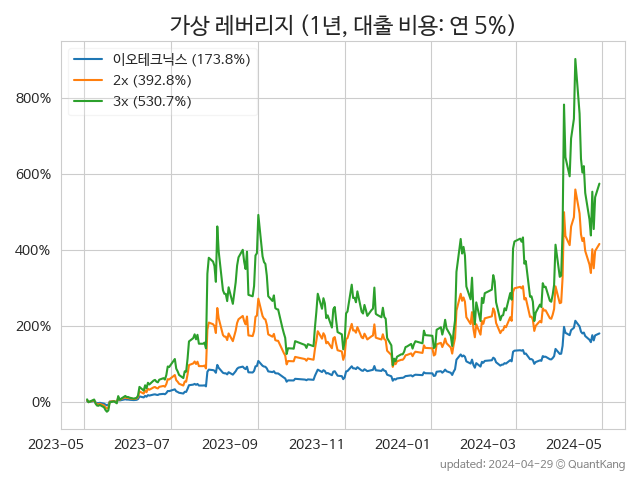 가상 레버리지 (1년, 대출 비용: 연 5%)
이오테크닉스 (173.8%)
2x (392.8%)
3x (530.7%)
800%
600%
400%
200%
0%
2023-05 2023-07 2023-09 2023-11 2024-01 2024-03 2024-05
updated: 2024-04-29 © QuantKang